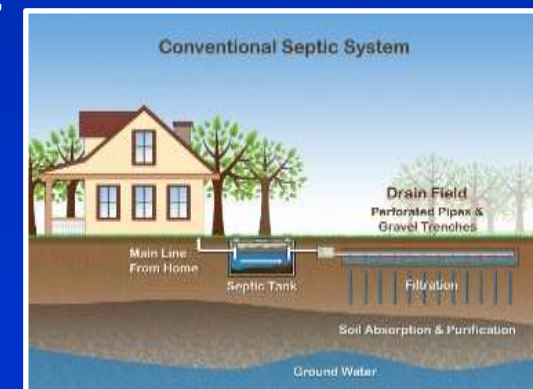 Conventional Septic System
Drain Field
Perforated Pipes &
Gravel Trenches
Main Line
From Home
Septic Tank
Filtration
Soil Absorption & Purification
Ground Water